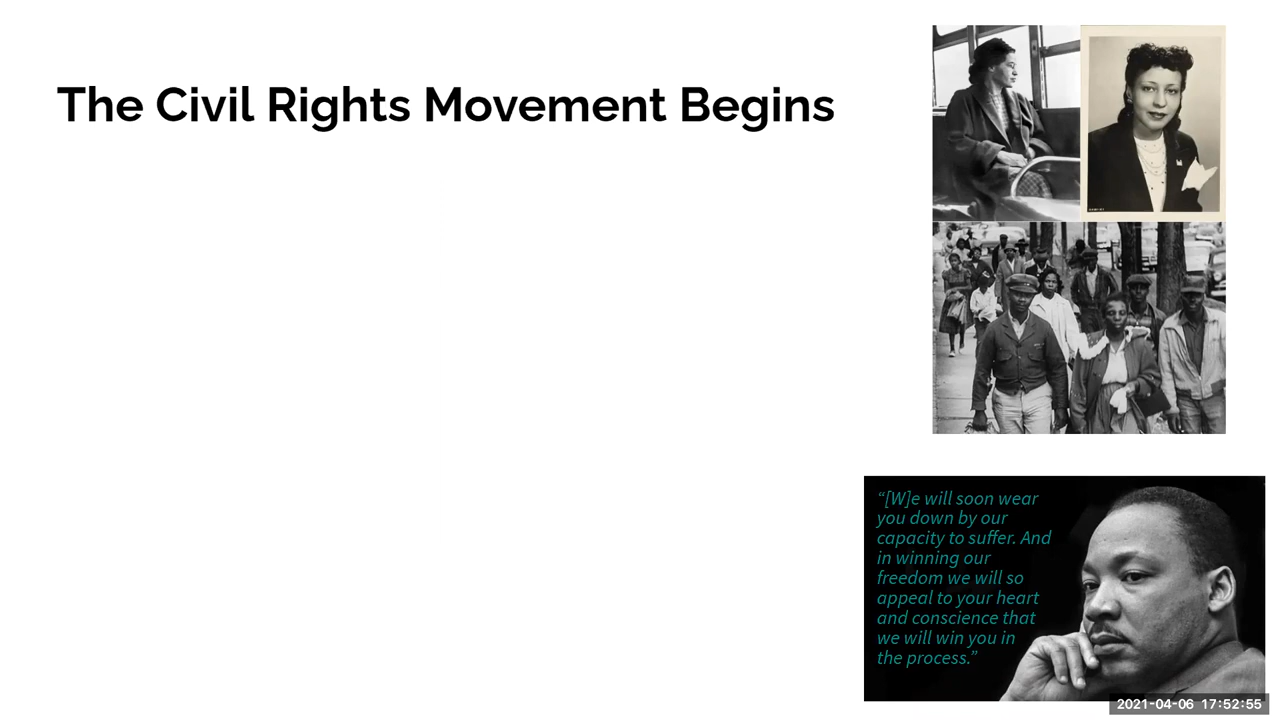 The Civil Rights Movement Begins
“[W]e will soon wear
you down by our
capacity to suffer. And
in winning our
freedom we will so
appeal to your heart
and conscience that
we will win you in
the process.”
2021-04-06 17:52:55